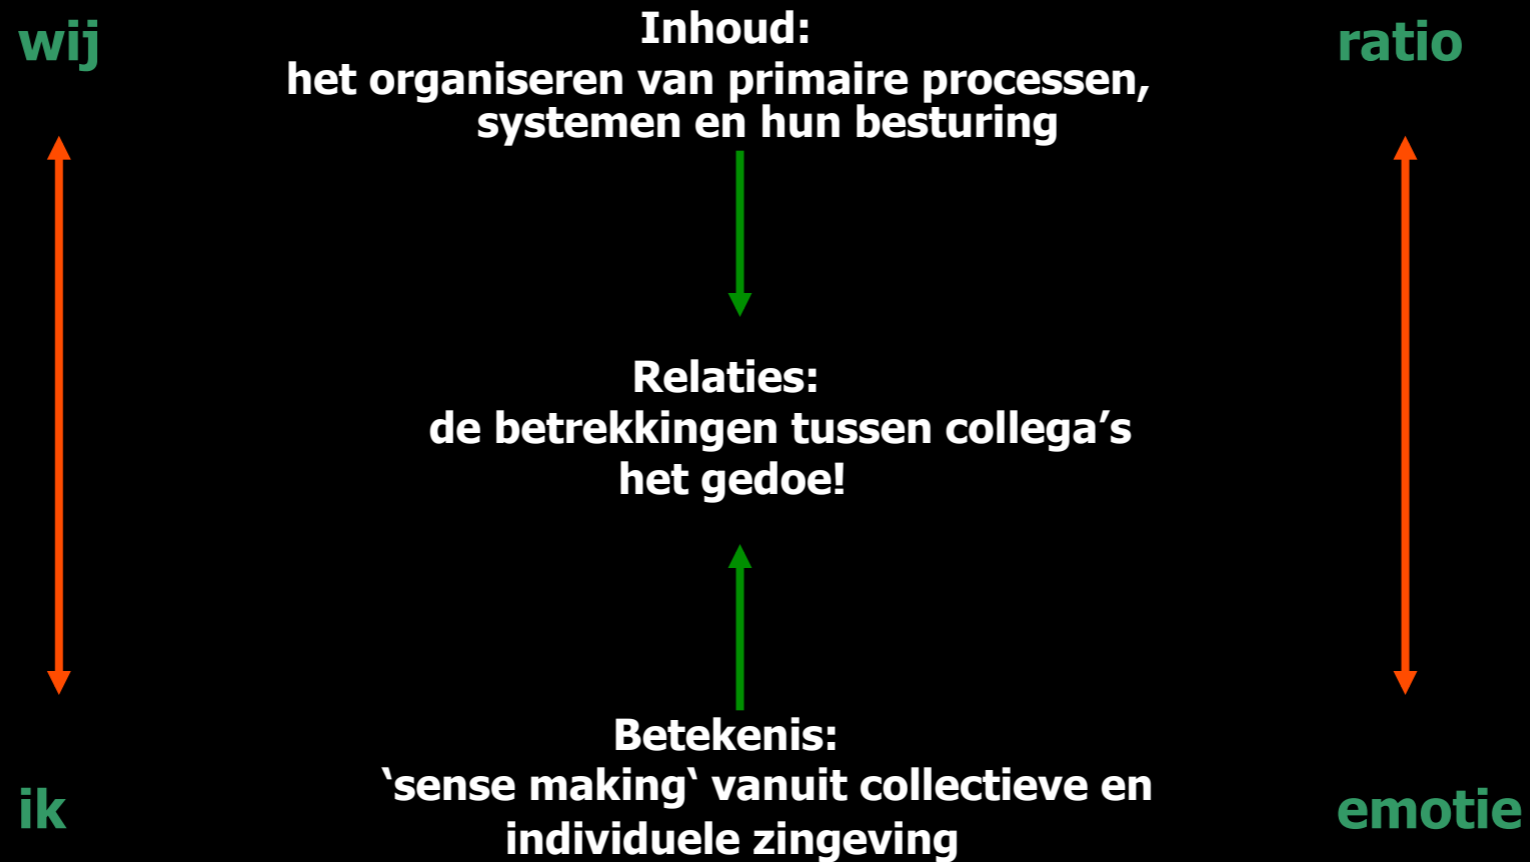 wij
Inhoud:
ratio
het organiseren van primaire processen,
systemen en hun besturing
Relaties:
de betrekkingen tussen collega’s
het gedoe!
Betekenis:
‘sense making‘ vanuit collectieve en
ik
emotie
individuele zingeving